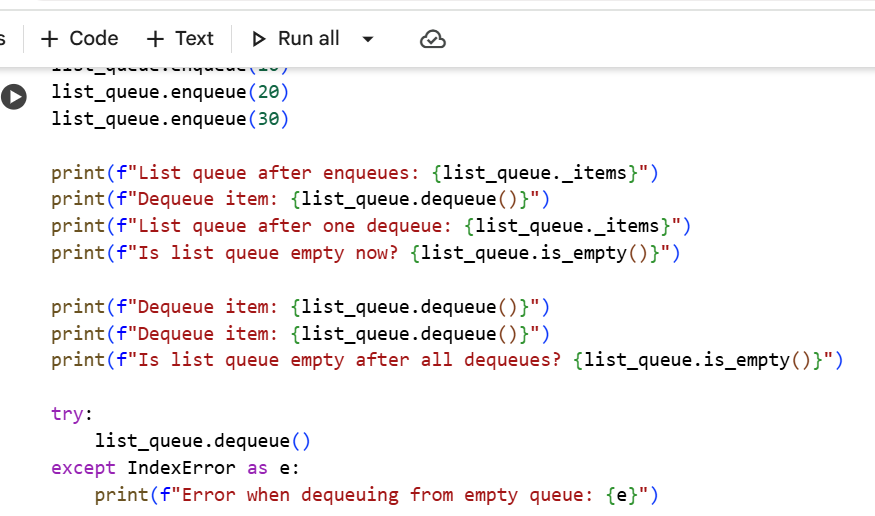 s + Code + Text Run all
list_queue.enqueue(10)
list_queue.enqueue(20)
list_queue.enqueue(30)
print(f"List queue after enqueues: {list_queue._items}")
print(f"Dequeue item: {list_queue.dequeue()}")
print(f"List queue after one dequeue: {list_queue._items}")
print(f"Is list queue empty now? {list_queue.is_empty()}")
print(f"Dequeue item: {list_queue.dequeue()}")
print(f"Dequeue item: {list_queue.dequeue()}")
print(f"Is list queue empty after all dequeues? {list_queue.is_empty()}")
try:
    list_queue.dequeue()
except IndexError as e:
    print(f"Error when dequeuing from empty queue: {e}")